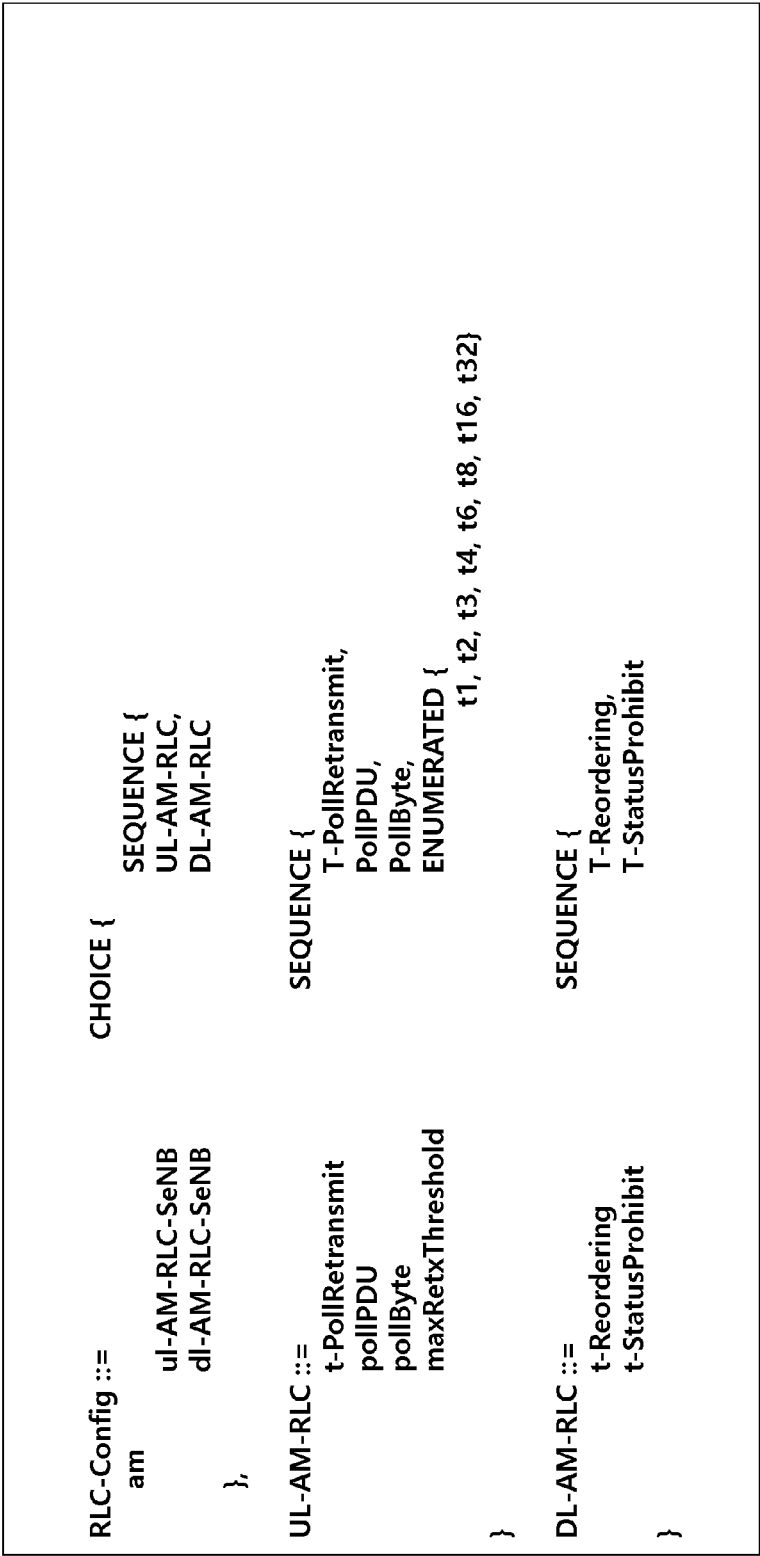 RLC-Config ::= CHOICE {
am SEQUENCE {
ul-AM-RLC-SeNB UL-AM-RLC,
dl-AM-RLC-SeNB DL-AM-RLC
},
UL-AM-RLC ::= SEQUENCE {
t-PollRetransmit T-PollRetransmit,
pollPDU PollPDU,
pollByte PollByte,
maxRetxThreshold ENUMERATED {
t1, t2, t3, t4, t6, t8, t16, t32}
}
DL-AM-RLC ::= SEQUENCE {
t-Reordering T-Reordering,
t-StatusProhibit T-StatusProhibit
}